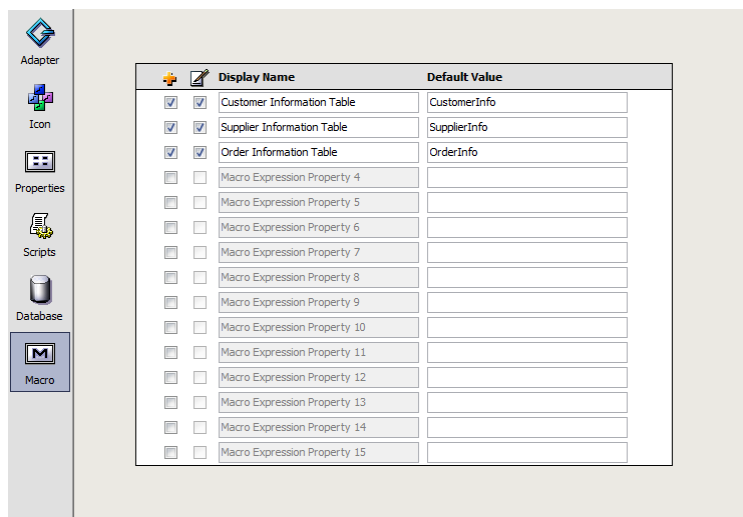 Adapter
Icon
Properties
Scripts
Database
M
Macro
Display Name Default Value
Customer Information Table CustomerInfo
Supplier Information Table SupplierInfo
Order Information Table OrderInfo
Macro Expression Property 4
Macro Expression Property 5
Macro Expression Property 6
Macro Expression Property 7
Macro Expression Property 8
Macro Expression Property 9
Macro Expression Property 10
Macro Expression Property 11
Macro Expression Property 12
Macro Expression Property 13
Macro Expression Property 14
Macro Expression Property 15